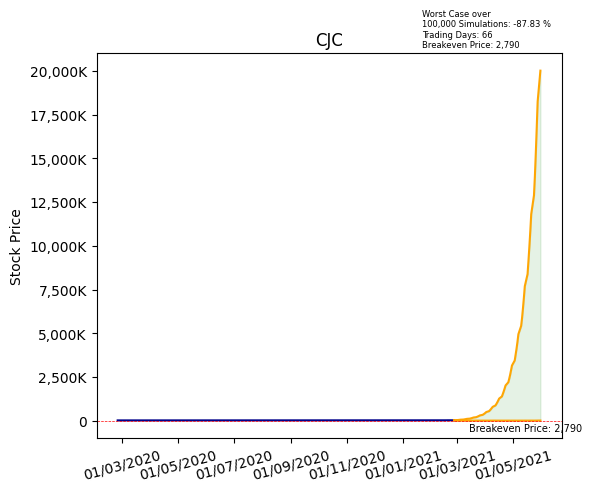 Worst Case over
100,000 Simulations: -87.83 %
Trading Days: 66
Breakeven Price: 2,790
CJC
Stock Price
20,000K
17,500K
15,000K
12,500K
10,000K
7,500K
5,000K
2,500K
0
Breakeven Price: 2,790
01/03/2020
01/05/2020
01/07/2020
01/09/2020
01/11/2020
01/01/2021
01/03/2021
01/05/2021